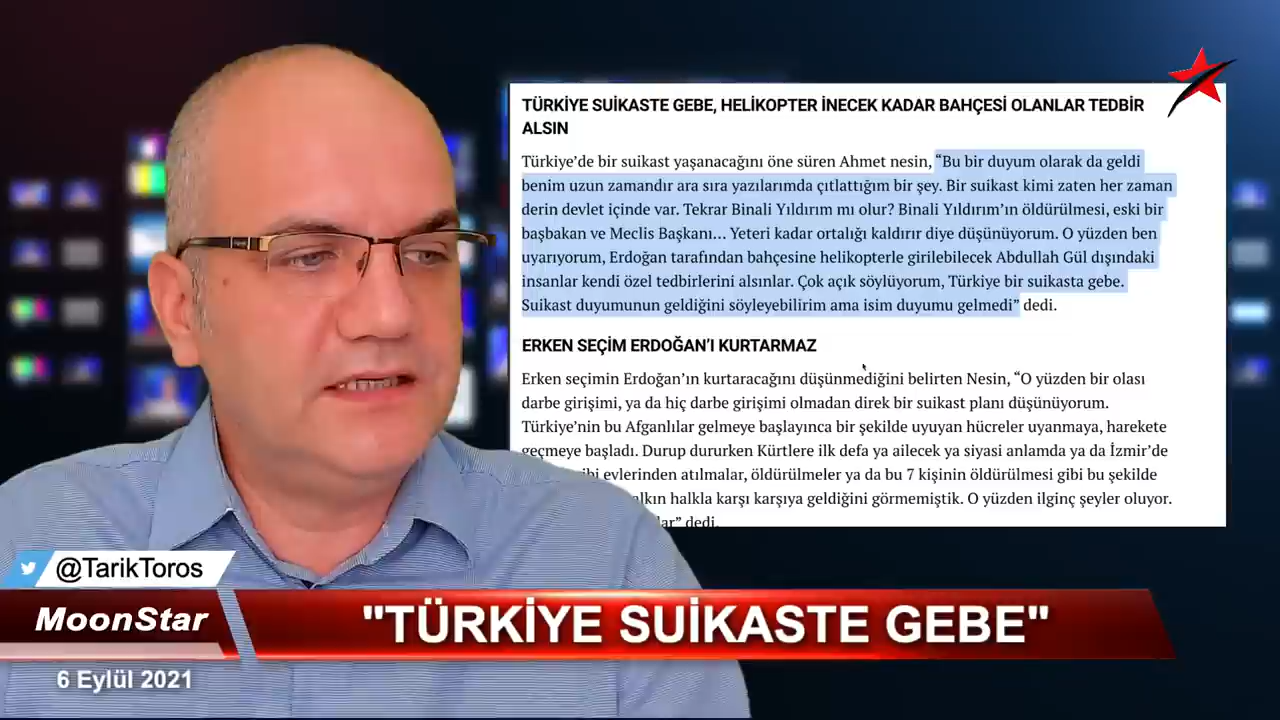 TÜRKİYE SUİKASTE GEBE, HELİKOPTER İNECEK KADAR BAHÇESİ OLANLAR TEDBİR
ALSIN
Türkiye’de bir suikast yaşanacağını öne süren Ahmet nesin, “Bu bir duyum olarak da geldi
benim uzun zamandır ara sıra yazılarımda çıtlattığım bir şey. Bir suikast kimi zaten her zaman
derin devlet içinde var. Tekrar Binali Yıldırım mı olur? Binali Yıldırım’ın öldürülmesi, eski bir
başbakan ve Meclis Başkanı… Yeteri kadar ortalığı kaldırır diye düşünüyorum. O yüzden ben
uyarıyorum, Erdoğan tarafından bahçesine helikopterle girilebilecek Abdullah Gül dışındaki
insanlar kendi özel tedbirlerini alsınlar. Çok açık söylüyorum, Türkiye bir suikasta gebe.
Suikast duyumunun geldiğini söyleyebilirim ama isim duyumu gelmedi” dedi.
ERKEN SEÇİM ERDOĞAN’I KURTARMAZ
Erken seçimin Erdoğan’ın kurtaracağını düşünmediğini belirten Nesin, “O yüzden bir olası
darbe girişimi, ya da hiç darbe girişimi olmadan direk bir suikast planı düşünüyorum.
Türkiye’nin bu Afganlılar gelmeye başlayınca bir şekilde uyuyan hücreler uyanmaya, harekete
geçmeye başladı. Durup dururken Kürtlere ilk defa ya ailecek ya siyasi anlamda ya da İzmir’de
evlerinden atılmalar, öldürülmeler ya da bu 7 kişinin öldürülmesi gibi bu şekilde
halkla karşı karşıya geldiğini görmemiştik. O yüzden ilginç şeyler oluyor.
dedi.
@TarikToros
MoonStar
"TÜRKİYE SUİKASTE GEBE"
6 Eylül 2021